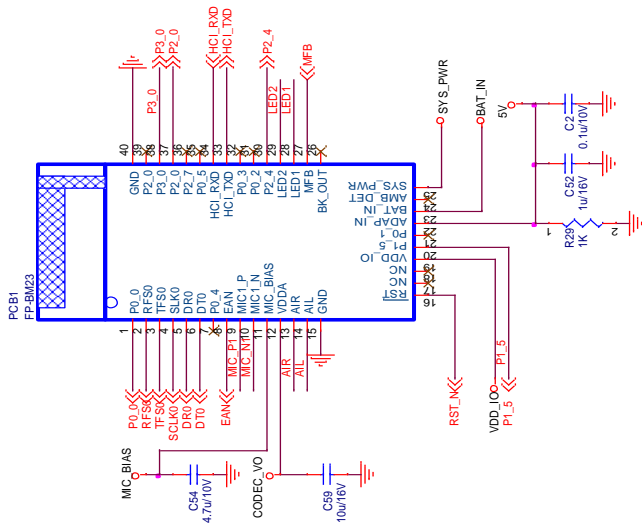 PCB1
FP-BM23
1
2
3
4
5
6
7
8
9
10
11
12
13
14
15
P0_0
RFS0
TFS0
SLK0
DR0
DT0
P0_4
EAN
MIC1_P
MIC1_N
MIC_BIAS
VDDA
AIR
AIL
GND
P0_0
RFS0
TFS0
SCLK0
DR0
DT0
EAN
MIC_P1
MIC_N1
AIR
AIL
MIC_BIAS
C54
4.7u/10V
CODEC_VO
C59
10u/16V
40
39
38
37
36
35
34
33
32
31
30
29
28
27
26
GND
P2_0
P3_0
P2_0
P2_7
P0_5
HCI_RXD
HCI_TXD
P0_3
P0_2
P2_4
LED2
LED1
MFB
BK_OUT
P3_0
P3_0
P2_0
HCI_RXD
HCI_TXD
P2_4
LED2
LED1
MFB
SYS_PWR
AMB_DET
BAT_IN
ADAP_IN
P0_1
P1_5
VDD_IO
NC
NC
RST
25
24
23
22
21
20
19
18
17
16
SYS_PWR
BAT_IN
5V
C2
0.1u/10V
C52
1u/16V
R29
1K
1
2
RST_N
VDD_IO
P1_5
P1_5